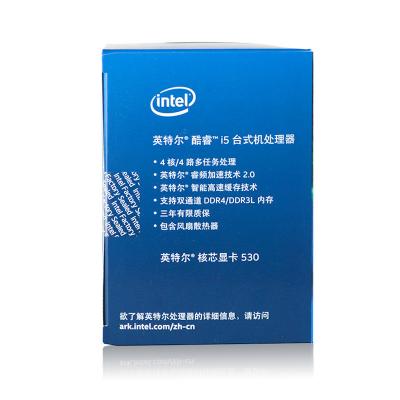 intel
英特尔® 酷睿™ i5 台式机处理器
• 4 核/4 路多任务处理
• 英特尔® 睿频加速技术 2.0
• 英特尔® 智能高速缓存技术
• 支持双通道 DDR4/DDR3L 内存
• 三年有限质保
• 包含风扇散热器
英特尔® 核芯显卡 530
Intel Factory Sealed
欲了解英特尔处理器的详细信息，请访问
ark.intel.com/zh-cn